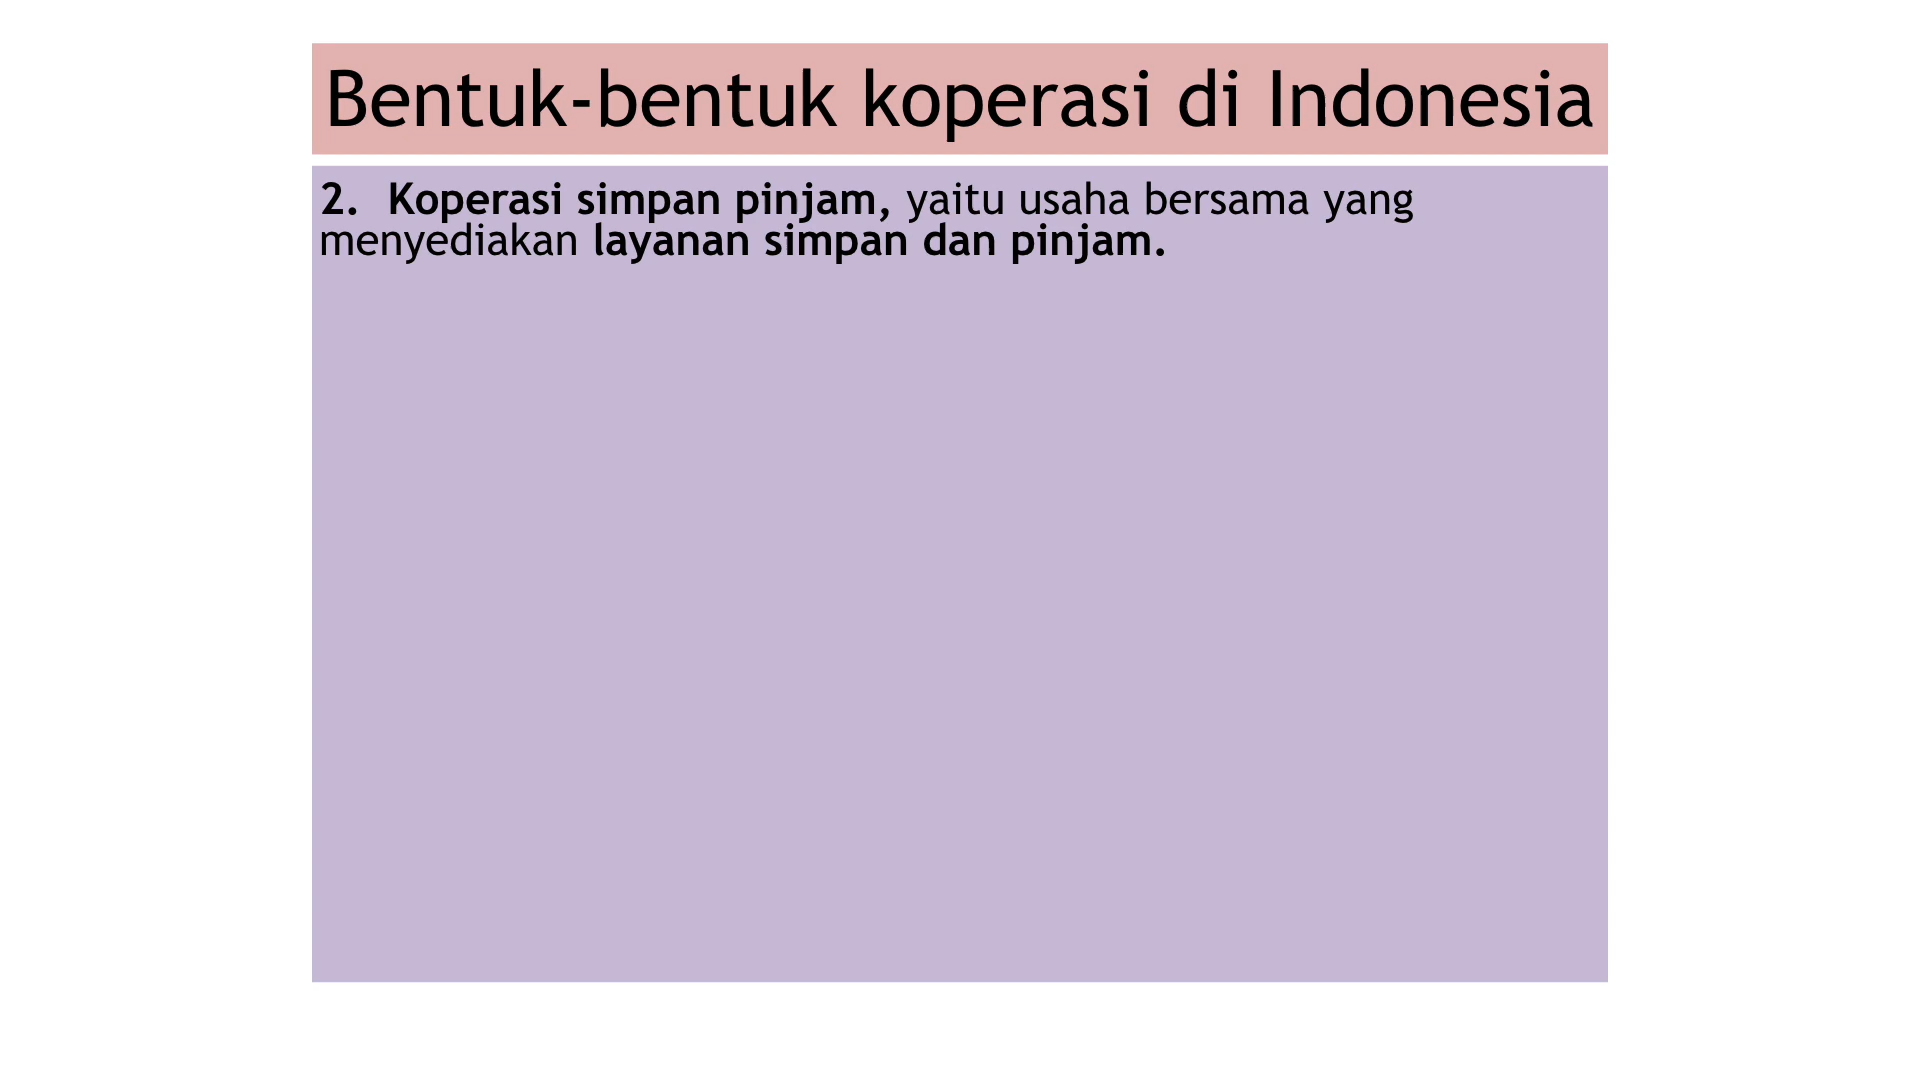 Bentuk-bentuk koperasi di Indonesia
2. Koperasi simpan pinjam, yaitu usaha bersama yang
menyediakan layanan simpan dan pinjam.